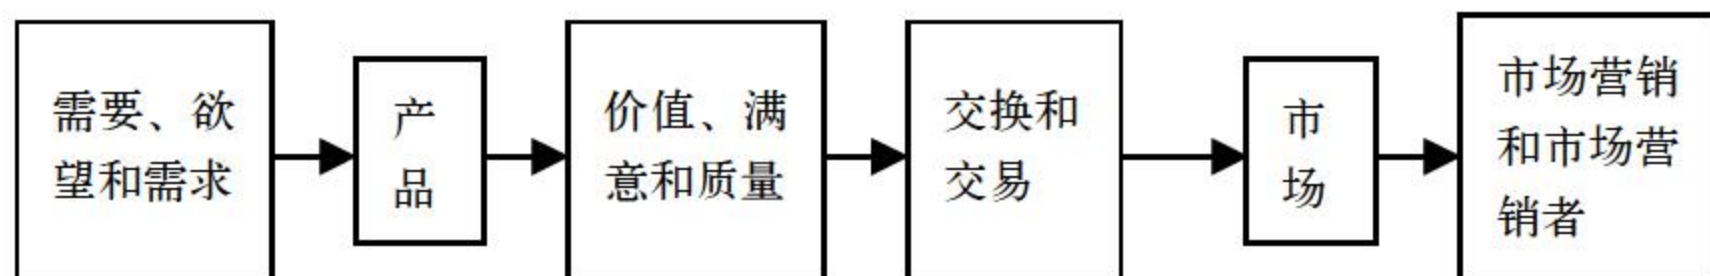 需要、欲
望和需求
产
品
价值、满
意和质量
交换和
交易
市
场
市场营销
和市场营
销者